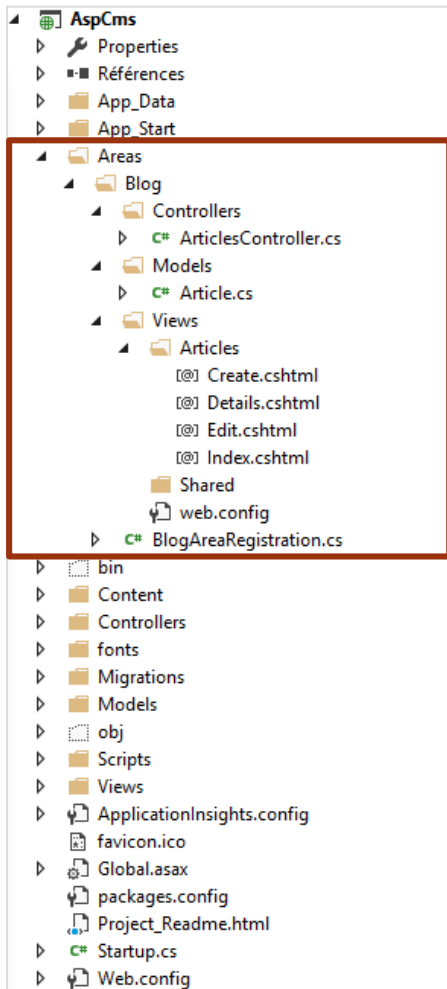 AspCms
Properties
Références
App_Data
App_Start
Areas
Blog
Controllers
C# ArticlesController.cs
Models
C# Article.cs
Views
Articles
[@] Create.cshtml
[@] Details.cshtml
[@] Edit.cshtml
[@] Index.cshtml
Shared
web.config
C# BlogAreaRegistration.cs
bin
Content
Controllers
fonts
Migrations
Models
obj
Scripts
Views
ApplicationInsights.config
favicon.ico
Global.asax
packages.config
Project_Readme.html
C# Startup.cs
Web.config